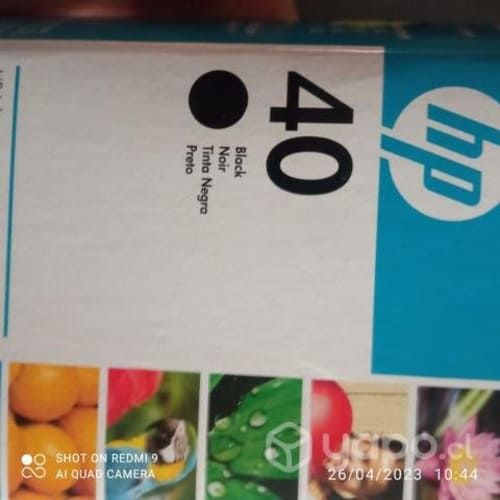 hp
40
Black
Noir
Tinta Negra
Preto
SHOT ON REDMI 9
AI QUAD CAMERA
yapo.cl
26/04/2023 10:44